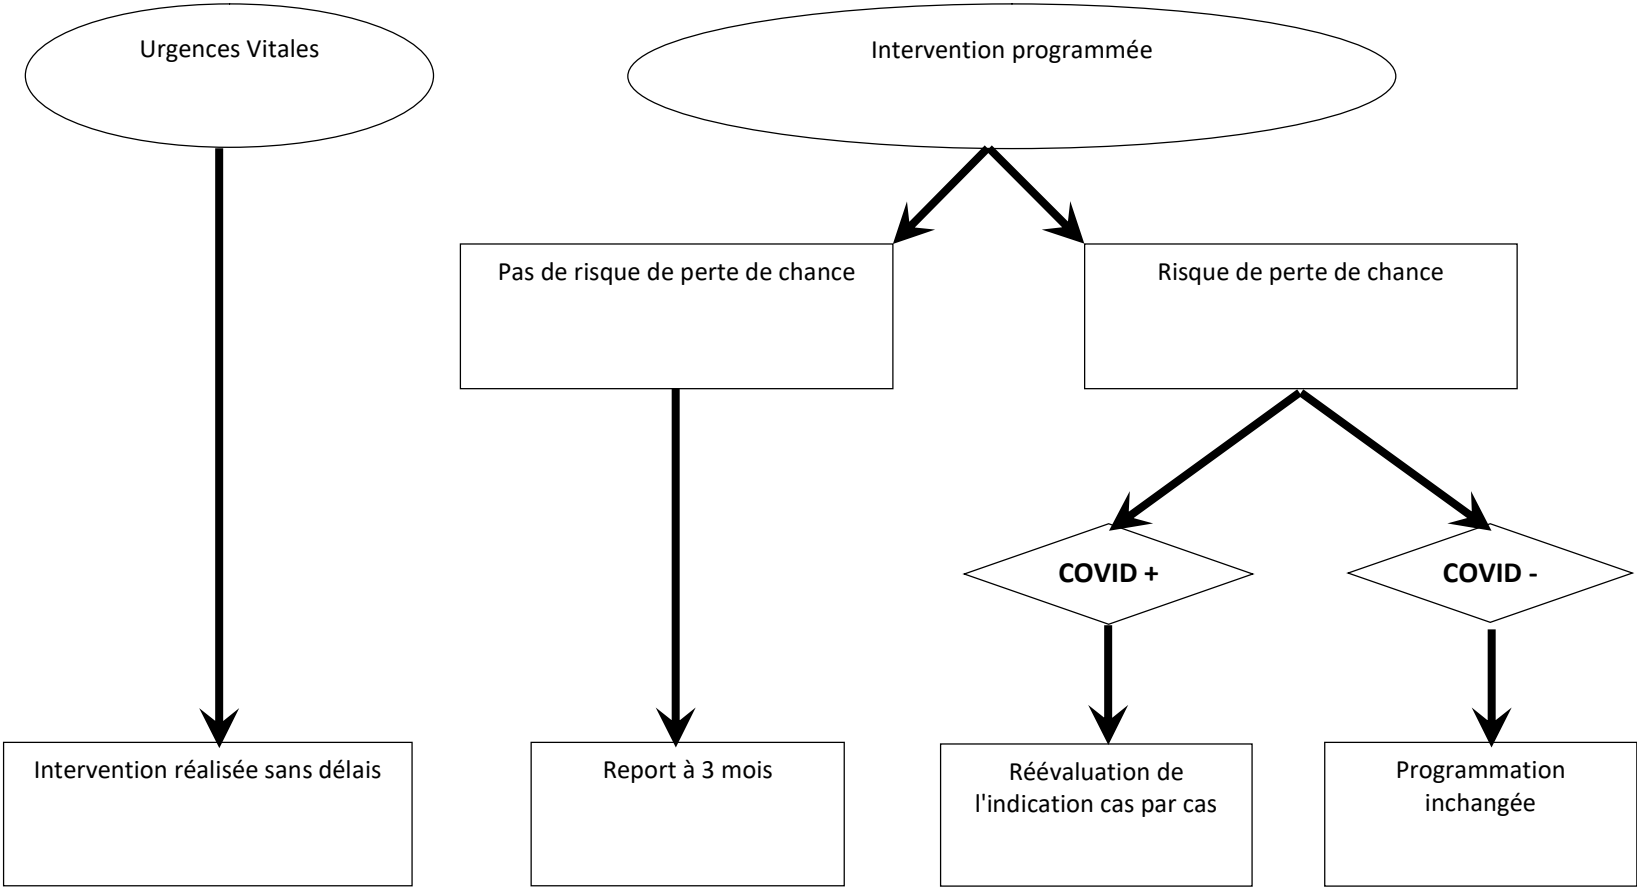 Urgences Vitales
Intervention programmée
Pas de risque de perte de chance
Risque de perte de chance
COVID +
COVID -
Intervention réalisée sans délais
Report à 3 mois
Réévaluation de
l'indication cas par cas
Programmation
inchangée